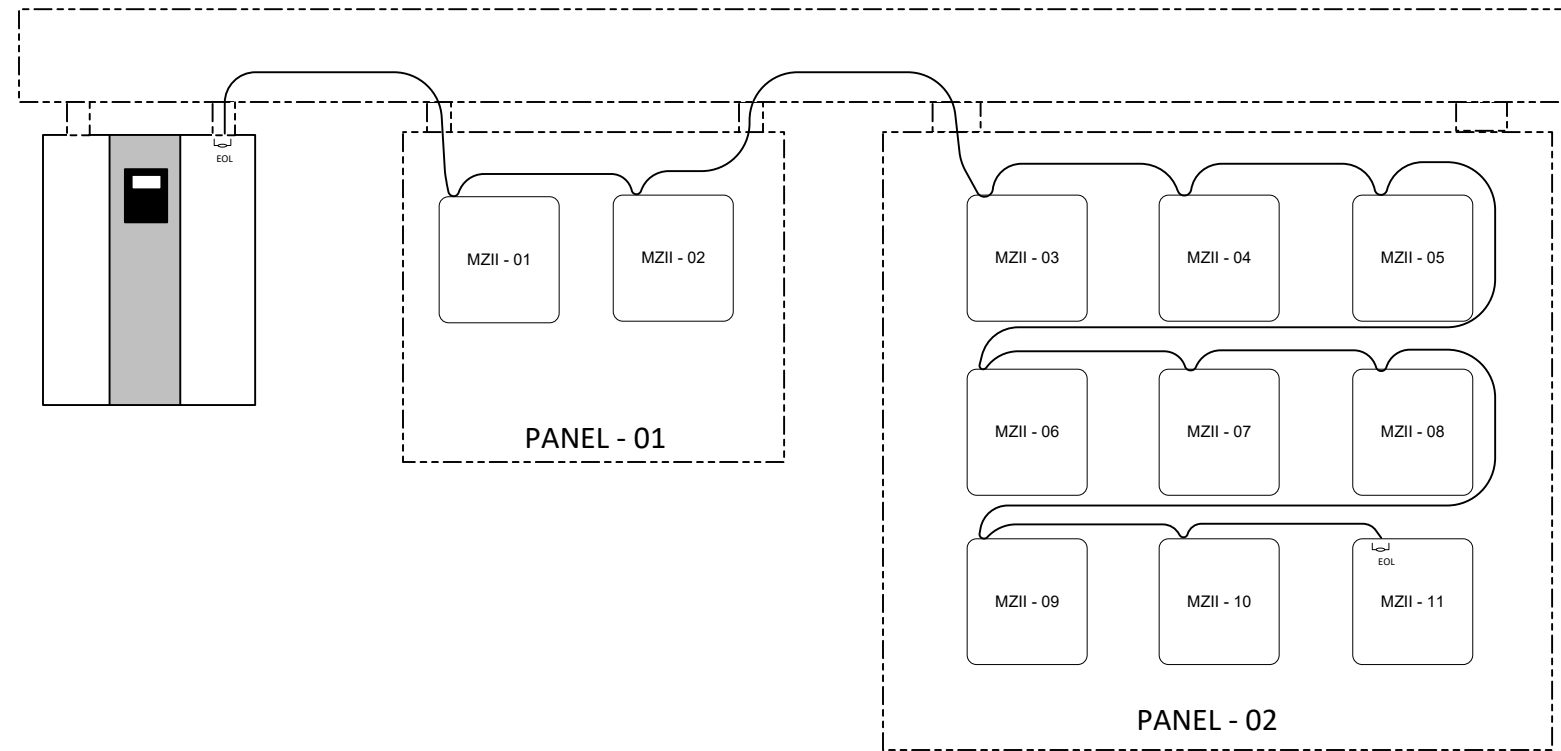 EOL
MZII - 01
MZII - 02
PANEL - 01
MZII - 03
MZII - 04
MZII - 05
MZII - 06
MZII - 07
MZII - 08
MZII - 09
MZII - 10
EOL
MZII - 11
PANEL - 02